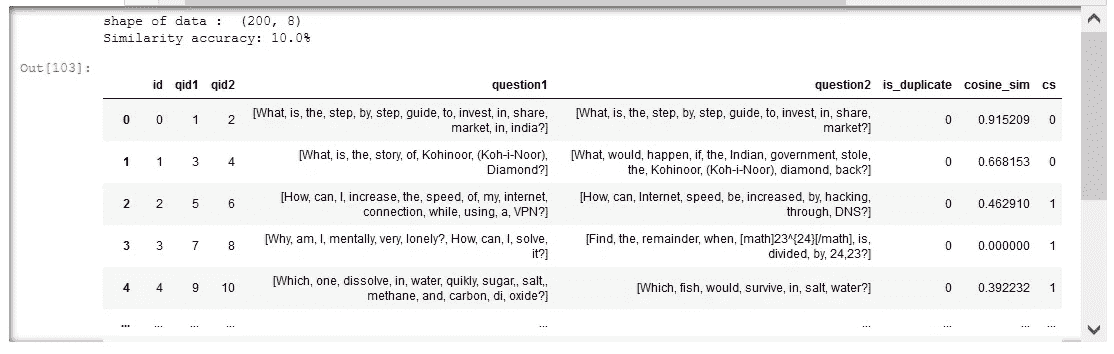 shape of data :  (200, 8)
Similarity accuracy: 10.0%
Out[103]:
id qid1 qid2 question1 question2 is_duplicate cosine_sim cs
0 0 1 2 [What, is, the, step, by, step, guide, to, invest, in, share, market, in, india?] [What, is, the, step, by, step, guide, to, invest, in, share, market?] 0 0.915209 0
1 1 3 4 [What, is, the, story, of, Kohinoor, (Koh-i-Noor), Diamond?] [What, would, happen, if, the, Indian, government, stole, the, Kohinoor, (Koh-i-Noor), diamond, back?] 0 0.668153 0
2 2 5 6 [How, can, I, increase, the, speed, of, my, internet, connection, while, using, a, VPN?] [How, can, Internet, speed, be, increased, by, hacking, through, DNS?] 0 0.462910 1
3 3 7 8 [Why, am, I, mentally, very, lonely?, How, can, I, solve, it?] [Find, the, remainder, when, [math]23^{24}[/math], is, divided, by, 24,23?] 0 0.000000 1
4 4 9 10 [Which, one, dissolve, in, water, quikly, sugar,, salt,, methane, and, carbon, di, oxide?] [Which, fish, would, survive, in, salt, water?] 0 0.392232 1
... ... ... ... ... ... ... ... ...